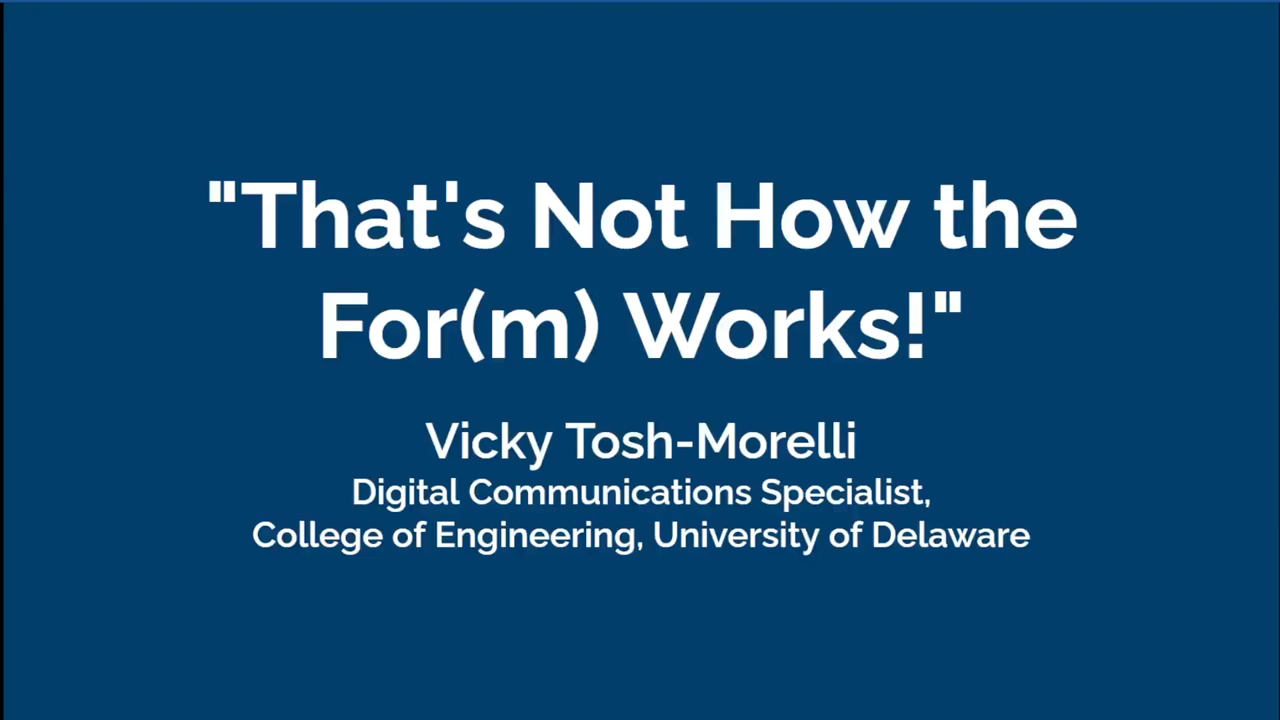 "That's Not How the
For(m) Works!"
Vicky Tosh-Morelli
Digital Communications Specialist,
College of Engineering, University of Delaware